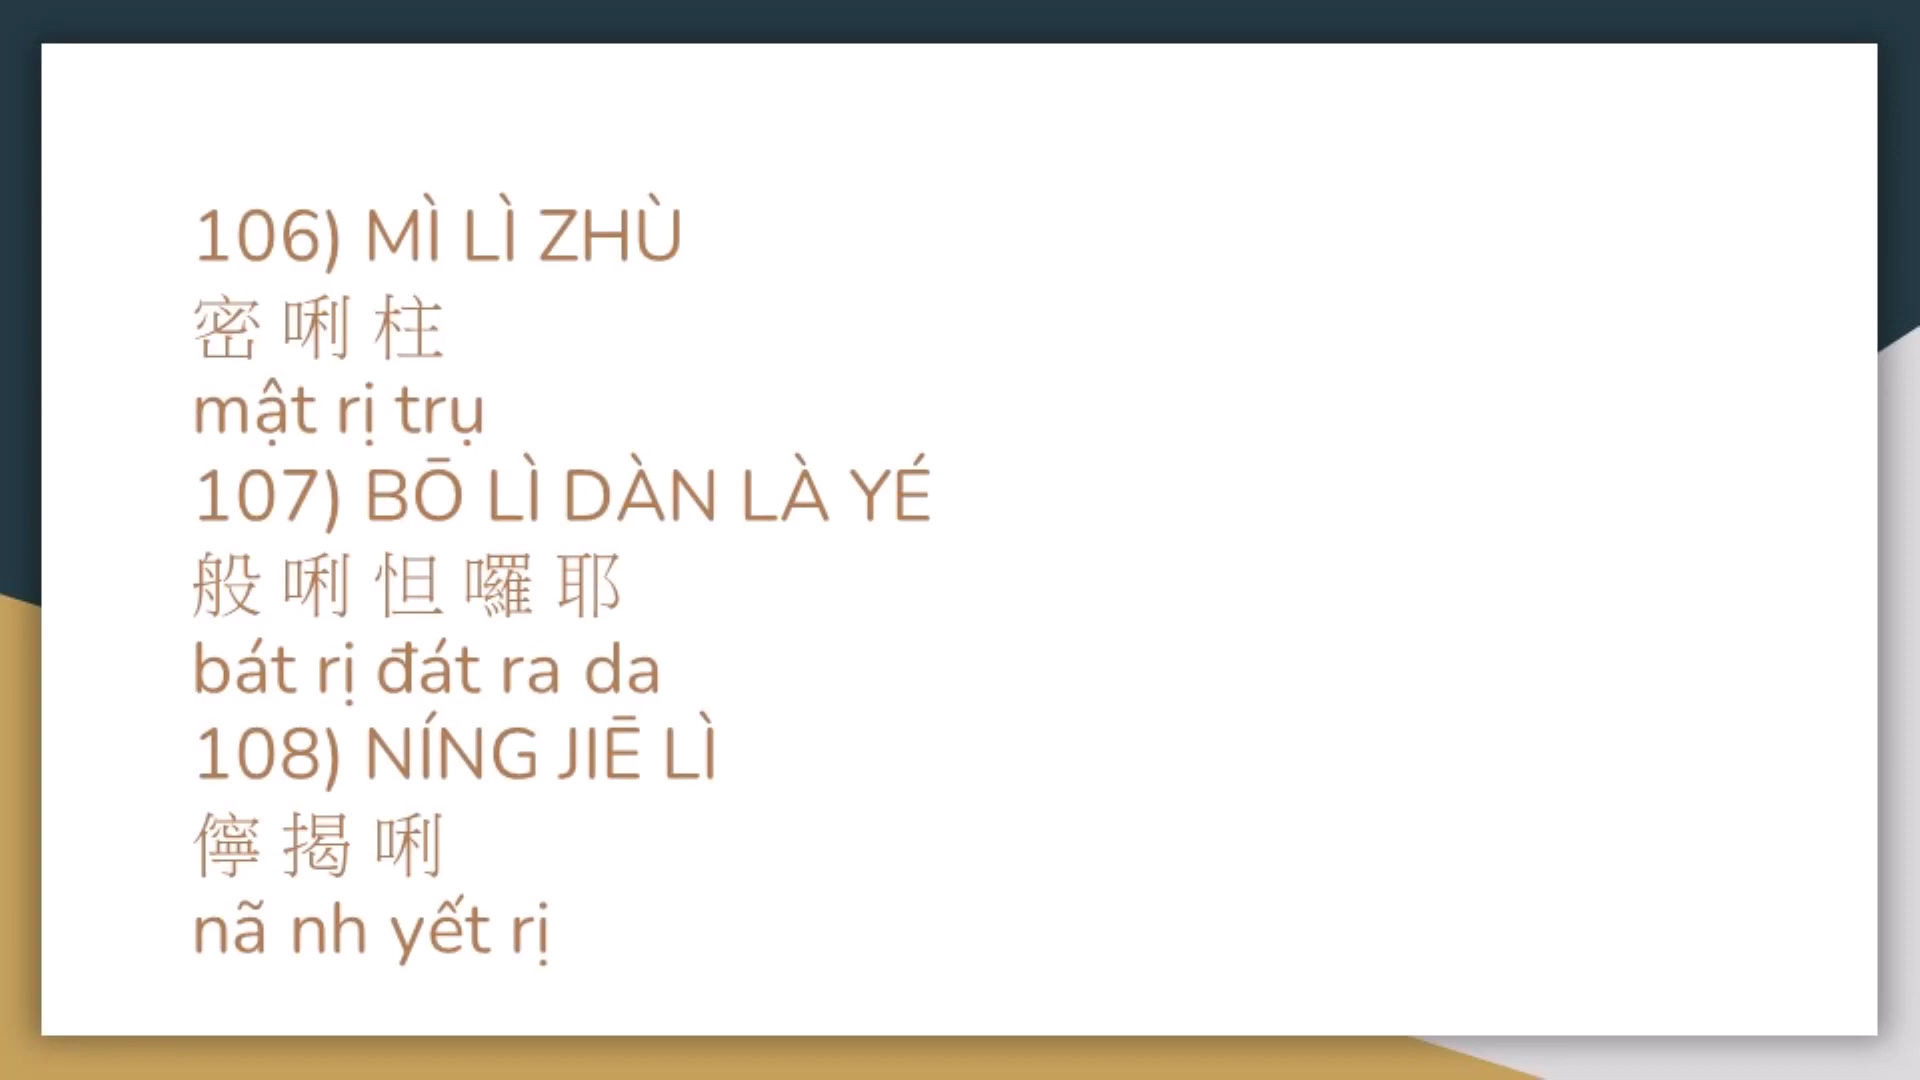 106) MÌ LÌ ZHÙ
密 唎 柱
mật rị trụ
107) BŌ LÌ DÀN LÀ YÉ
般 唎 怛 囉 耶
bát rị đát ra da
108) NÍNG JIĒ LÌ
儜 揭 唎
nã nh yết rị